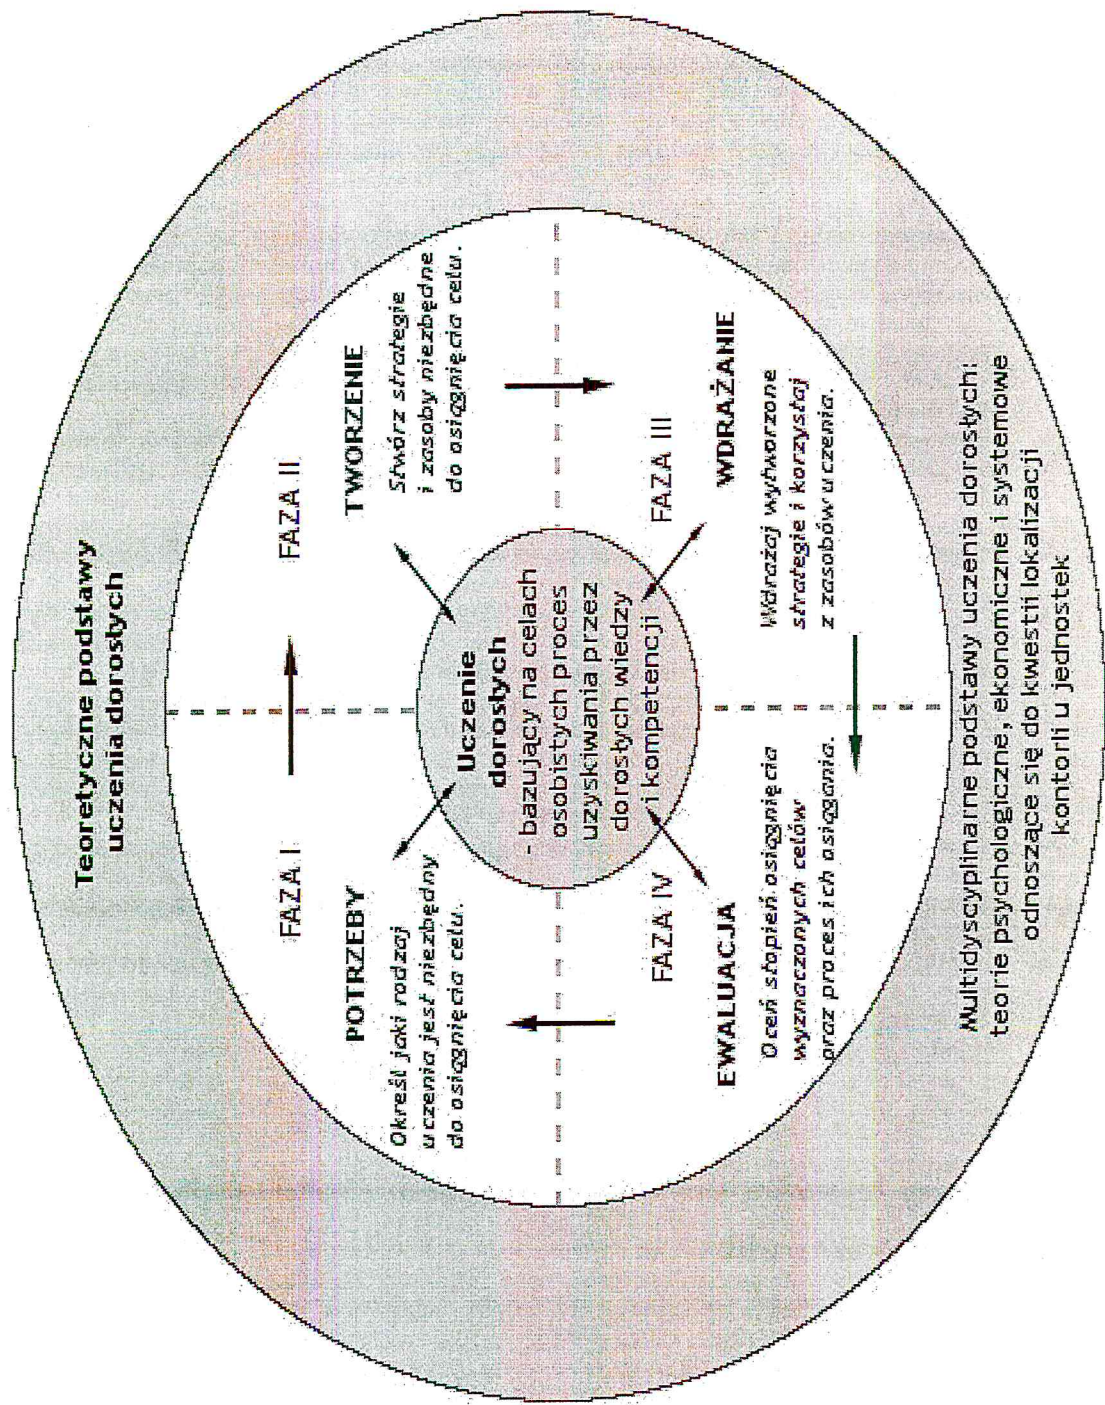 Teoretyczne podstawy
uczenia dorosłych
FAZA I
POTRZEBY
Określ jaki rodzaj
uczenia jest niezbędny
do osiągnięcia celu.
FAZA II
TWORZENIE
Stwórz strategie
i zasoby niezbędne
do osiągnięcia celu.
Uczenie
dorosłych
- bazujący na celach
osobistych proces
uzyskiwania przez
dorosłych wiedzy
i kompetencji
FAZA III
WDRAŻANIE
Wdrażaj wytworzone
strategie i korzystaj
z zasobów uczenia.
FAZA IV
EWALUACJA
Oceń stopień osiągnięcia
wyznaczonych celów
oraz proces ich osiągania.
Multidyscyplinarne podstawy uczenia dorosłych:
teorie psychologiczne, ekonomiczne i systemowe
odnoszące się do kwestii lokalizacji
kontorli u jednostek